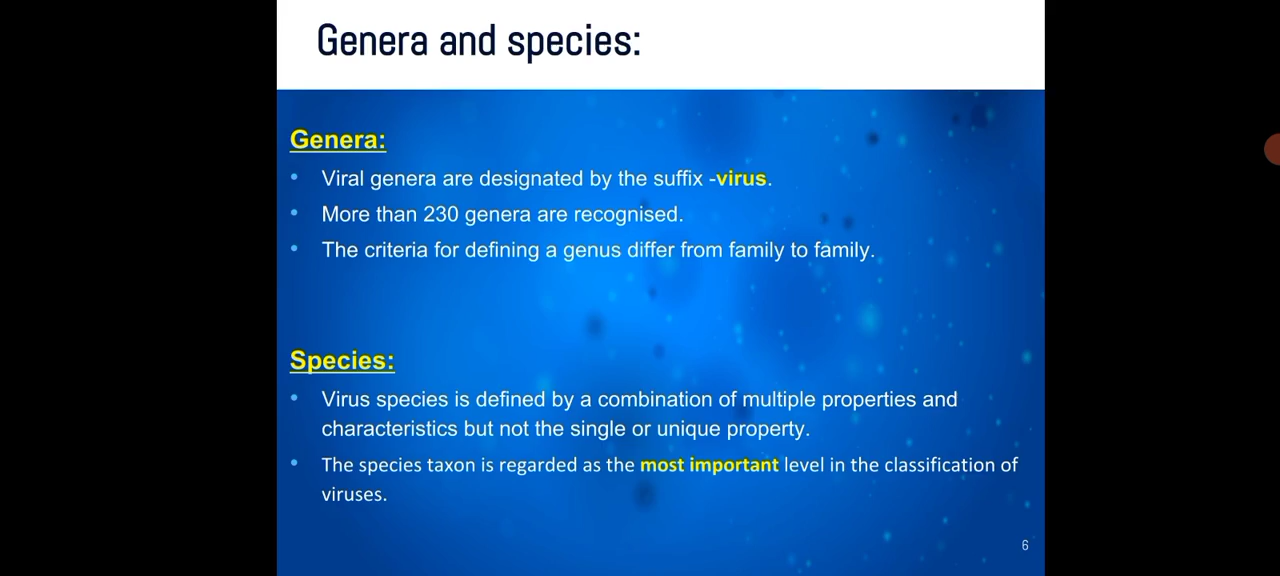 Genera and species:
Genera:
• Viral genera are designated by the suffix -virus.
• More than 230 genera are recognised.
• The criteria for defining a genus differ from family to family.
Species:
• Virus species is defined by a combination of multiple properties and
characteristics but not the single or unique property.
• The species taxon is regarded as the most important level in the classification of
viruses.
6